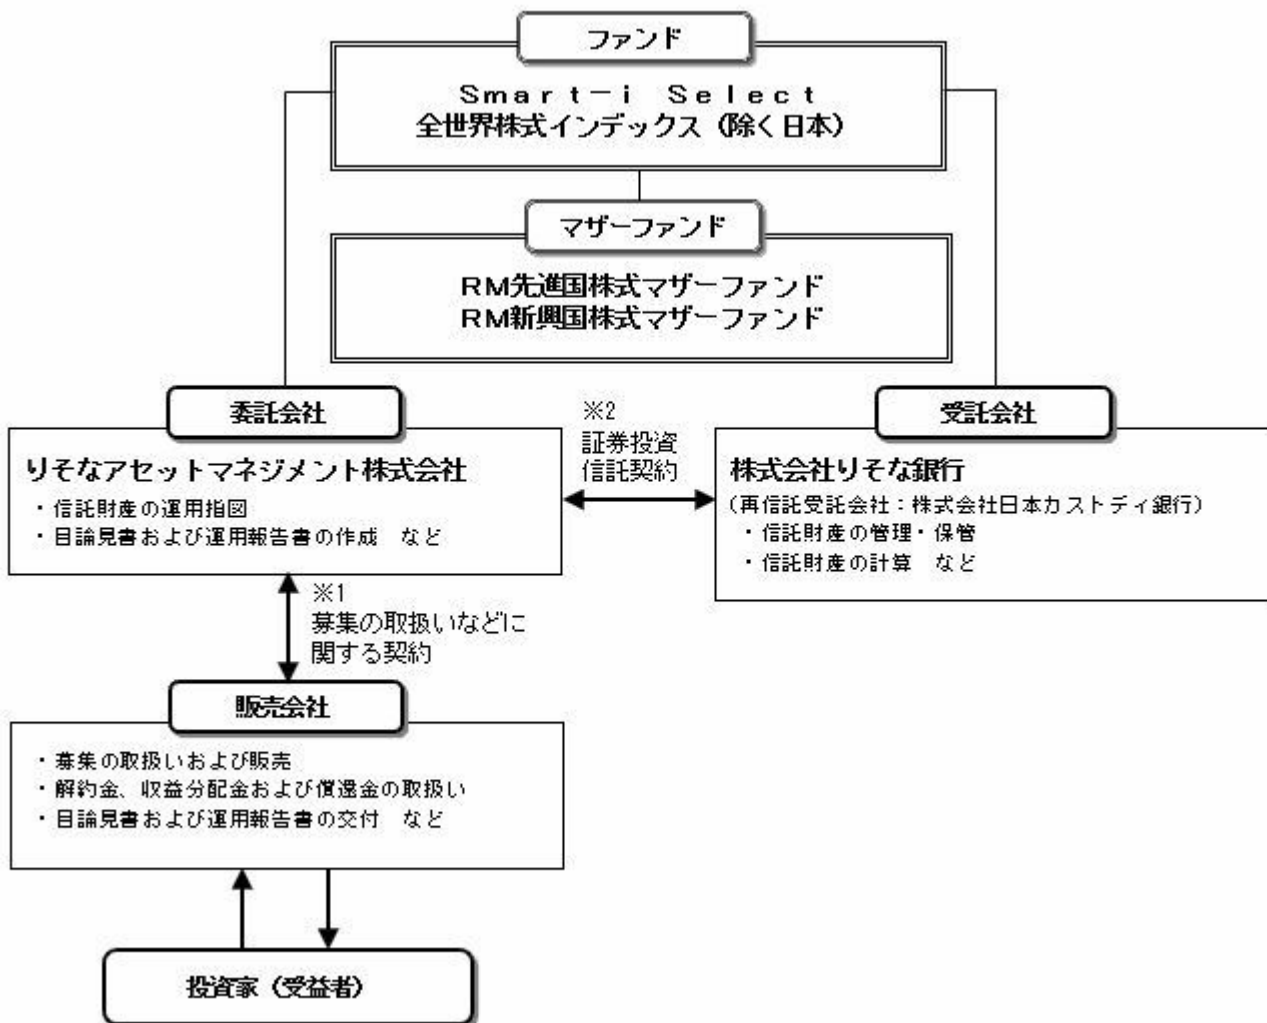 ファンド
Smart－i Select
全世界株式インデックス（除く日本）
マザーファンド
ＲＭ先進国株式マザーファンド
ＲＭ新興国株式マザーファンド
委託会社
りそなアセットマネジメント株式会社
・信託財産の運用指図
・目論見書および運用報告書の作成　など
※2
証券投資
信託契約
受託会社
株式会社りそな銀行
（再信託受託会社：株式会社日本カストディ銀行）
・信託財産の管理・保管
・信託財産の計算　など
※1
募集の取扱いなどに
関する契約
販売会社
・募集の取扱いおよび販売
・解約金、収益分配金および償還金の取扱い
・目論見書および運用報告書の交付　など
投資家（受益者）